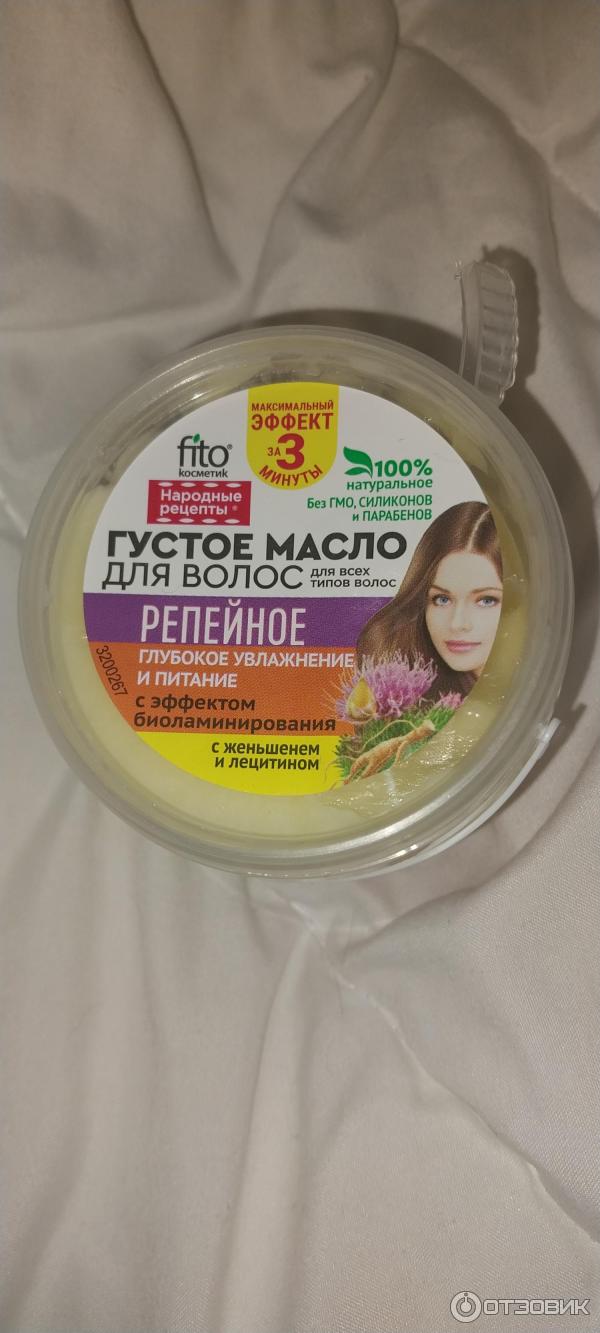 МАКСИМАЛЬНЫЙ
ЭФФЕКТ
ЗА 3
МИНУТЫ
fito®
косметик
Народные
рецепты®
100%
натуральное
Без ГМО, СИЛИКОНОВ
и ПАРАБЕНОВ
ГУСТОЕ МАСЛО
ДЛЯ ВОЛОС для всех
типов волос
РЕПЕЙНОЕ
ГЛУБОКОЕ УВЛАЖНЕНИЕ
И ПИТАНИЕ
с эффектом
биоламинирования
с женьшенем
и лецитином
3200267
ОТЗОВИК